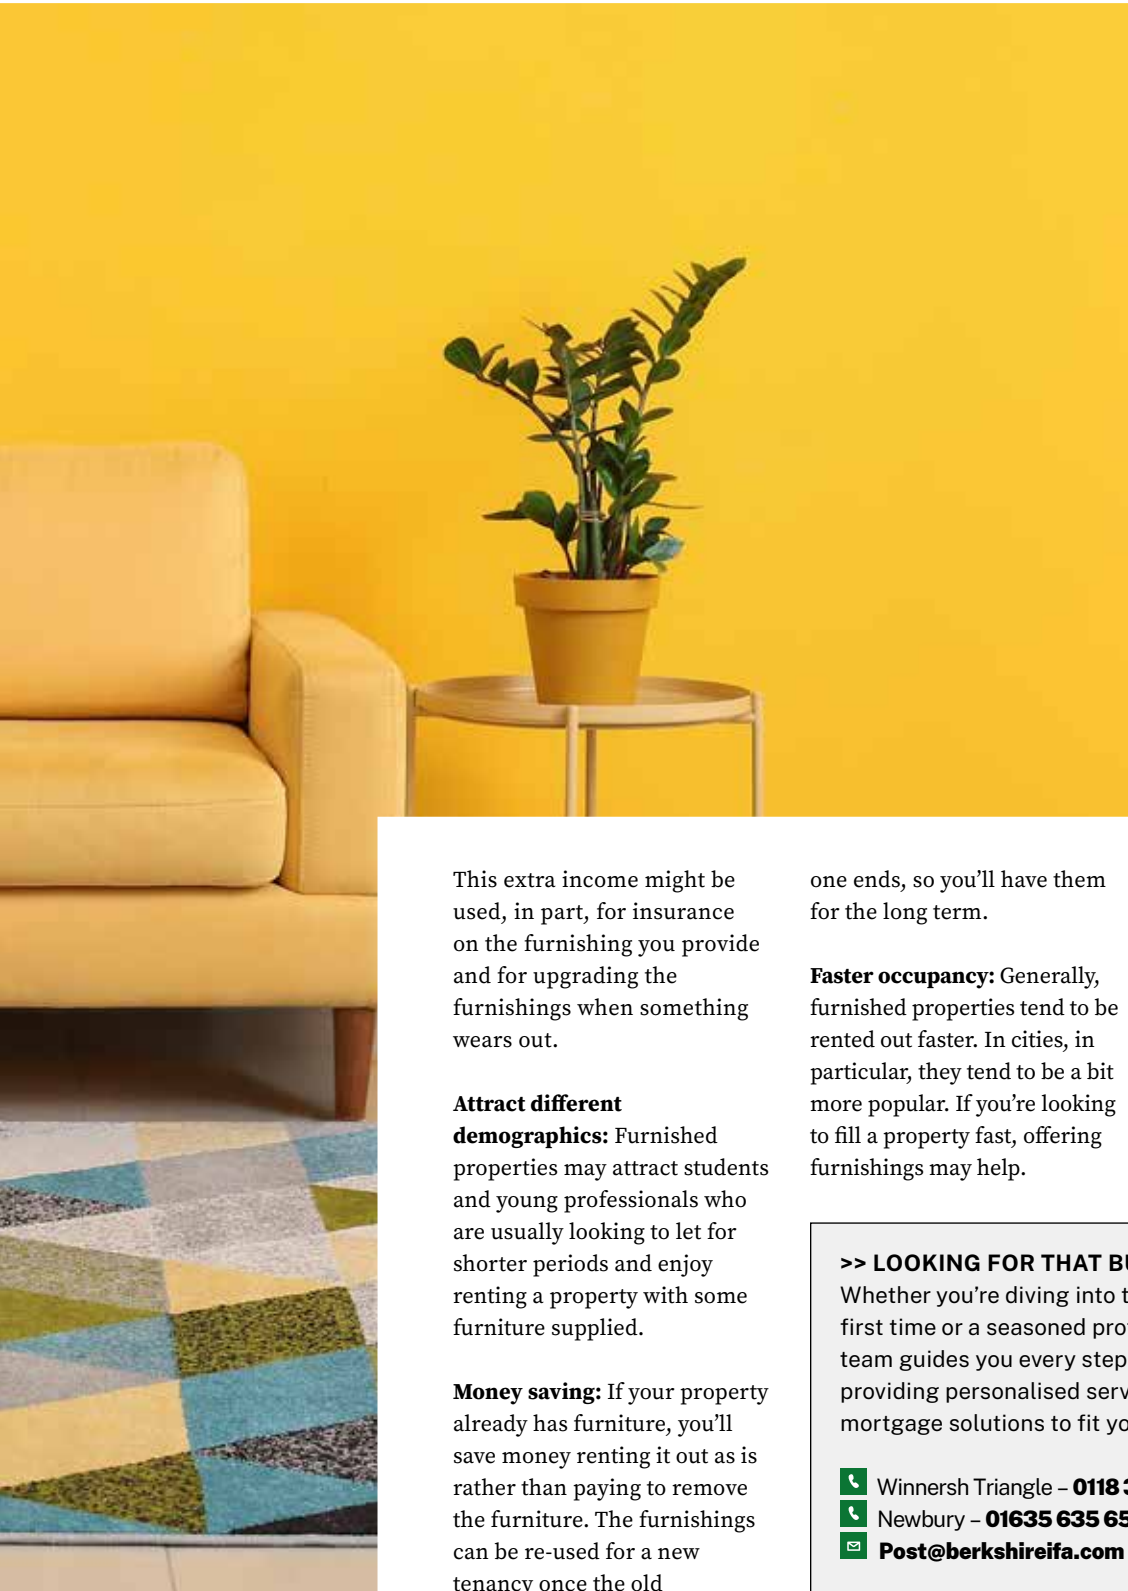 This extra income might be
used, in part, for insurance
on the furnishing you provide
and for upgrading the
furnishings when something
wears out.
Attract different
demographics: Furnished
properties may attract students
and young professionals who
are usually looking to let for
shorter periods and enjoy
renting a property with some
furniture supplied.
Money saving: If your property
already has furniture, you’ll
save money renting it out as is
rather than paying to remove
the furniture. The furnishings
can be re-used for a new
tenancy once the old
one ends, so you’ll have them
for the long term.
Faster occupancy: Generally,
furnished properties tend to be
rented out faster. In cities, in
particular, they tend to be a bit
more popular. If you’re looking
to fill a property fast, offering
furnishings may help.
>> LOOKING FOR THAT
Whether you’re diving into
first time or a seasoned
team guides you every step
providing personalised
mortgage solutions to fit
Winnersh Triangle – 0118
Newbury – 01635 635
Post@berkshireifa.com